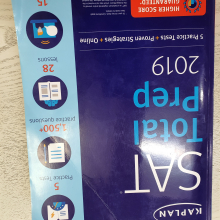 KAPLAN
SAT
Total
Prep
2019
5 Practice Tests + Proven Strategies + Online
HIGHER SCORE
GUARANTEED
5
Practice Tests
1,500+
practice questions
28
lessons
15